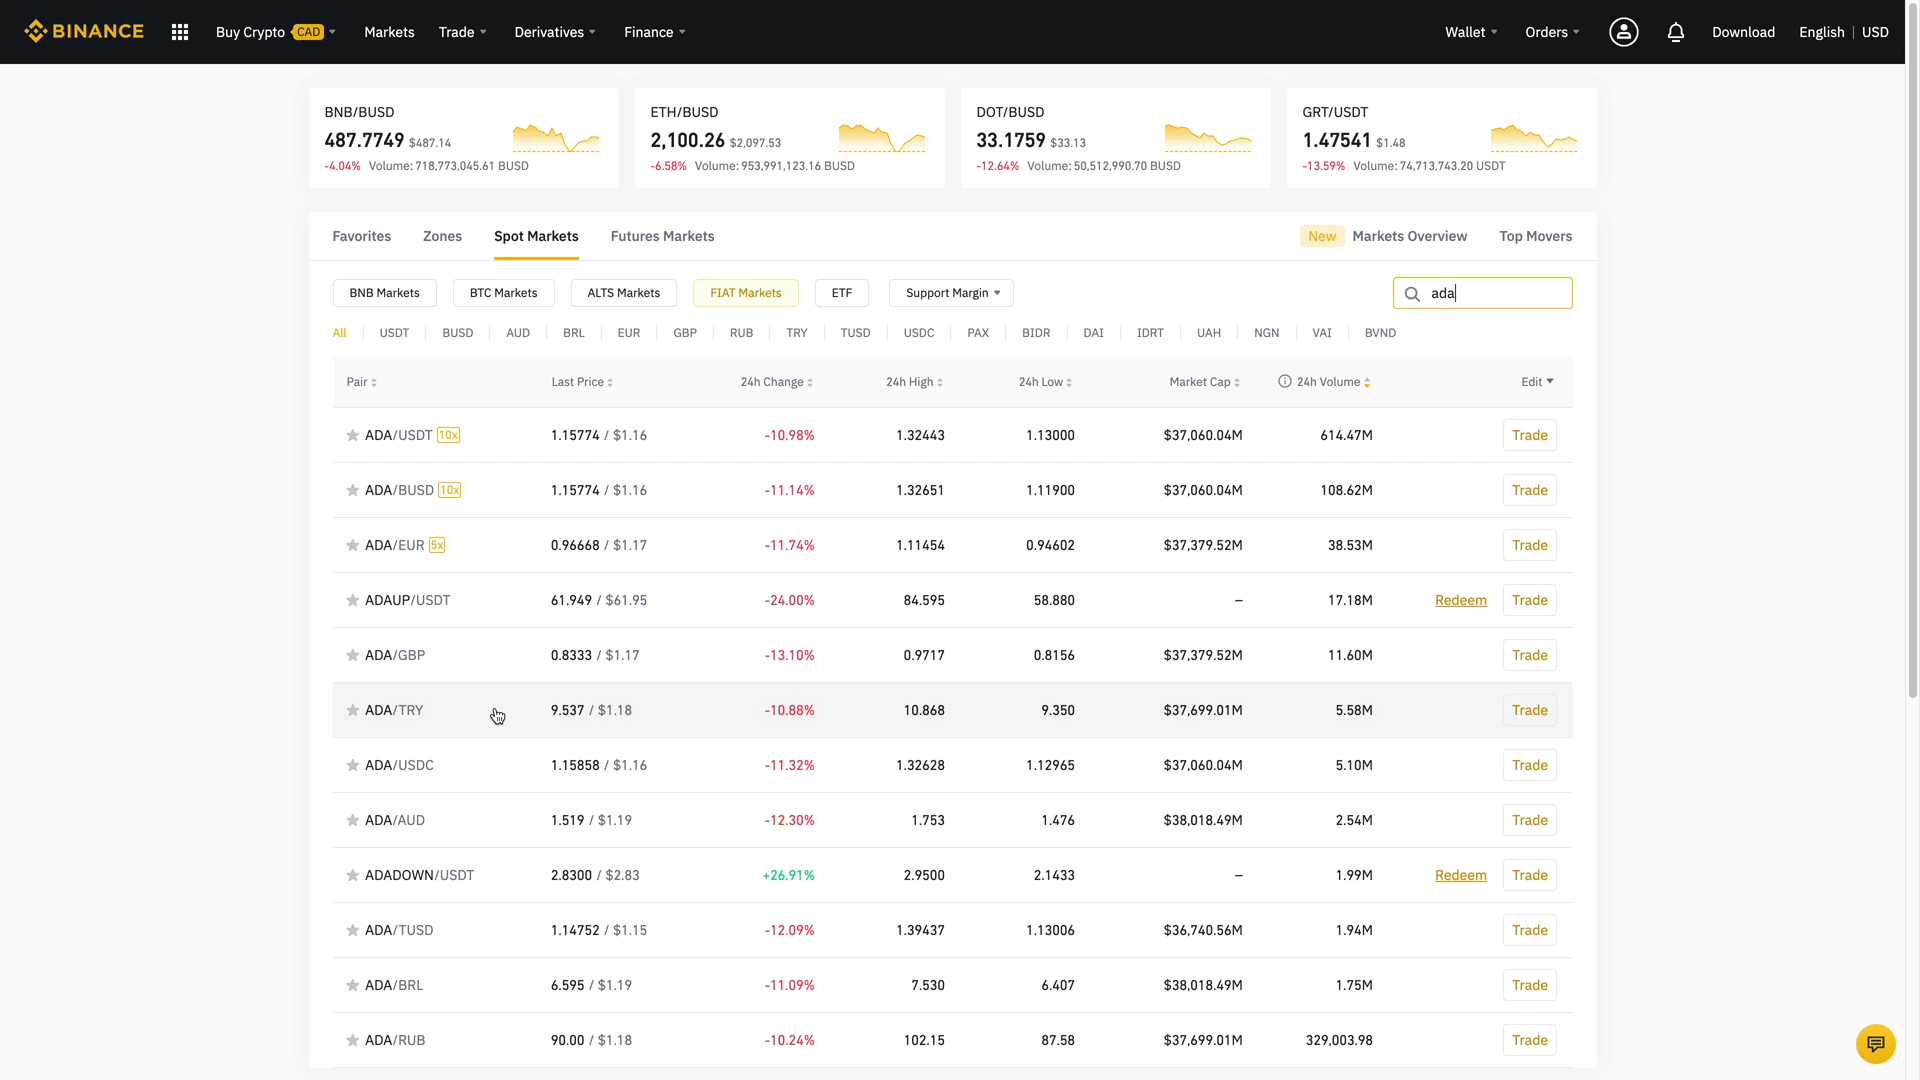 BINANCE Buy Crypto CAD Markets Trade Derivatives Finance Wallet Orders Download English | USD
BNB/BUSD
487.7749 $487.14
-4.04% Volume: 718,773,045.61 BUSD
ETH/BUSD
2,100.26 $2,097.53
-6.58% Volume: 953,991,123.16 BUSD
DOT/BUSD
33.1759 $33.13
-12.64% Volume: 50,512,990.70 BUSD
GRT/USDT
1.47541 $1.48
-13.59% Volume: 74,713,743.20 USDT
Favorites Zones Spot Markets Futures Markets New Markets Overview Top Movers
BNB Markets BTC Markets ALTS Markets FIAT Markets ETF Support Margin ada
All USDT BUSD AUD BRL EUR GBP RUB TRY TUSD USDC PAX BIDR DAI IDRT UAH NGN VAI BVND
Pair Last Price 24h Change 24h High 24h Low Market Cap 24h Volume Edit
ADA/USDT 10x 1.15774 / $1.16 -10.98% 1.32443 1.13000 $37,060.04M 614.47M Trade
ADA/BUSD 10x 1.15774 / $1.16 -11.14% 1.32651 1.11900 $37,060.04M 108.62M Trade
ADA/EUR 5x 0.96668 / $1.17 -11.74% 1.11454 0.94602 $37,379.52M 38.53M Trade
ADAUP/USDT 61.949 / $61.95 -24.00% 84.595 58.880 – 17.18M Redeem Trade
ADA/GBP 0.8333 / $1.17 -13.10% 0.9717 0.8156 $37,379.52M 11.60M Trade
ADA/TRY 9.537 / $1.18 -10.88% 10.868 9.350 $37,699.01M 5.58M Trade
ADA/USDC 1.15858 / $1.16 -11.32% 1.32628 1.12965 $37,060.04M 5.10M Trade
ADA/AUD 1.519 / $1.19 -12.30% 1.753 1.476 $38,018.49M 2.54M Trade
ADADOWN/USDT 2.8300 / $2.83 +26.91% 2.9500 2.1433 – 1.99M Redeem Trade
ADA/TUSD 1.14752 / $1.15 -12.09% 1.39437 1.13006 $36,740.56M 1.94M Trade
ADA/BRL 6.595 / $1.19 -11.09% 7.530 6.407 $38,018.49M 1.75M Trade
ADA/RUB 90.00 / $1.18 -10.24% 102.15 87.58 $37,699.01M 329,003.98 Trade